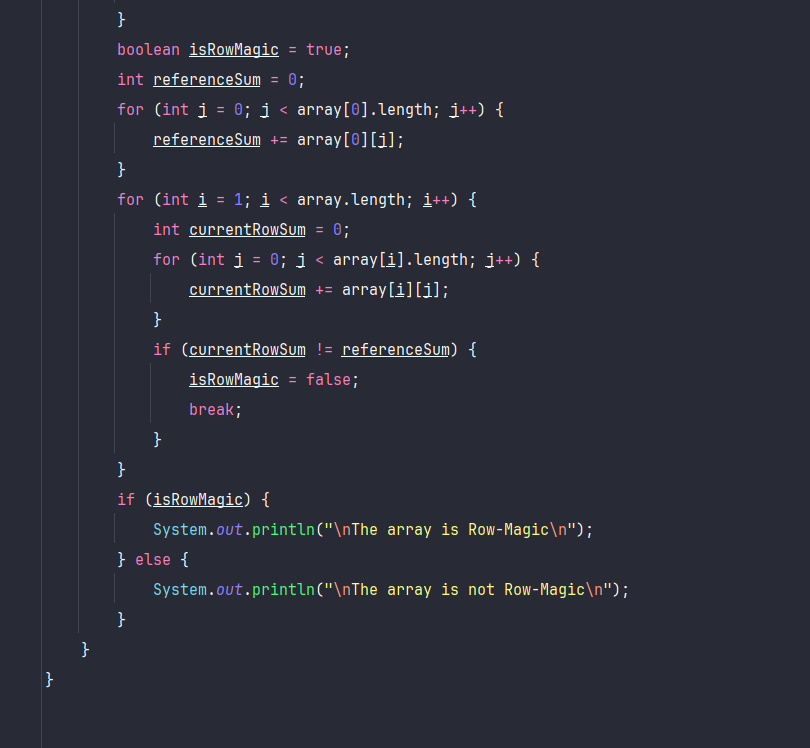 }
boolean isRowMagic = true;
int referenceSum = 0;
for (int j = 0; j < array[0].length; j++) {
referenceSum += array[0][j];
}
for (int i = 1; i < array.length; i++) {
int currentRowSum = 0;
for (int j = 0; j < array[i].length; j++) {
currentRowSum += array[i][j];
}
if (currentRowSum != referenceSum) {
isRowMagic = false;
break;
}
}
if (isRowMagic) {
System.out.println("\nThe array is Row-Magic\n");
} else {
System.out.println("\nThe array is not Row-Magic\n");
}
}
}